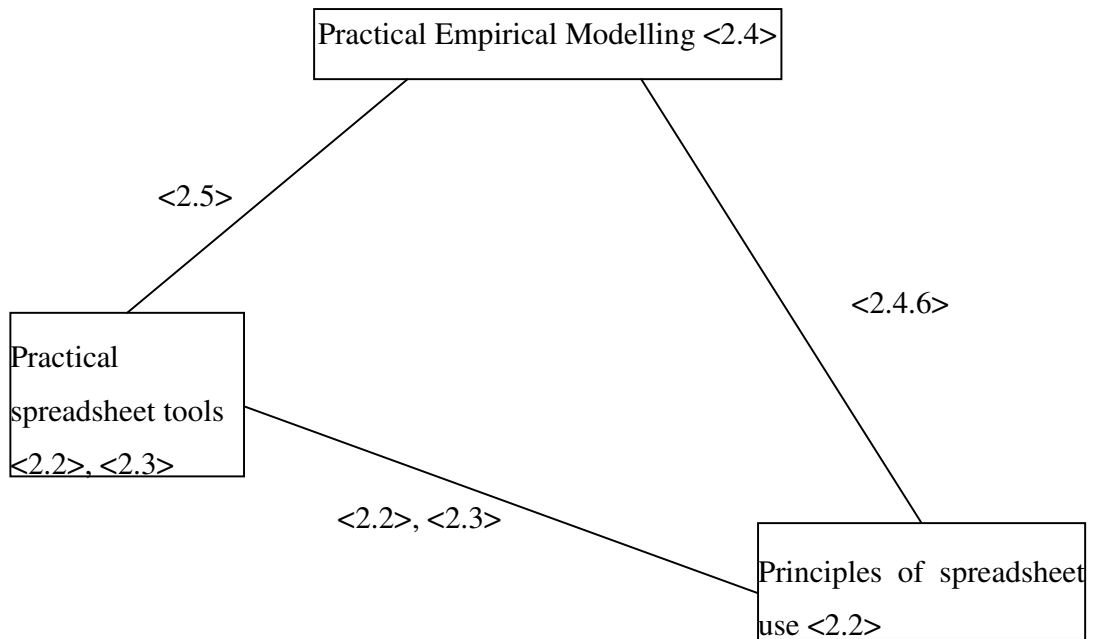 Practical Empirical Modelling <2.4>
<2.5>
<2.4.6>
Practical
spreadsheet tools
<2.2>, <2.3>
<2.2>, <2.3>
Principles of spreadsheet
use <2.2>